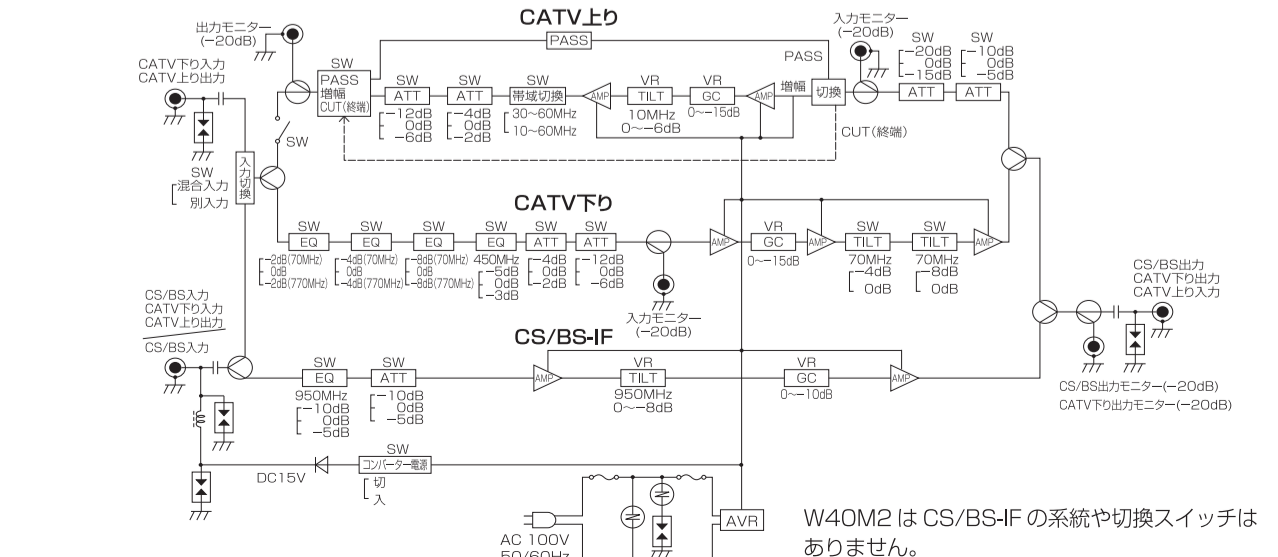 CATV上り
出力モニター
(−20dB)
入力モニター
(−20dB)
PASS
PASS
SW
−20dB
0dB
−15dB
SW
−10dB
0dB
−5dB
CATV下り入力
CATV上り出力
SW
PASS
増幅
CUT(終端)
SW
ATT
−12dB
0dB
−6dB
SW
ATT
−4dB
0dB
−2dB
SW
帯域切換
30〜60MHz
10〜60MHz
AMP
VR
TILT
10MHz
0〜−6dB
VR
GC
0〜−15dB
AMP
増幅
切換
ATT
ATT
CUT(終端)
SW
入力切換
SW
混合入力
別入力
CATV下り
SW
EQ
−2dB(70MHz)
0dB
−2dB(770MHz)
SW
EQ
−4dB(70MHz)
0dB
−4dB(770MHz)
SW
EQ
−8dB(70MHz)
0dB
−8dB(770MHz)
SW
EQ
450MHz
−5dB
0dB
−3dB
SW
ATT
−4dB
0dB
−2dB
SW
ATT
−12dB
0dB
−6dB
入力モニター
(−20dB)
AMP
VR
GC
0〜−15dB
AMP
SW
TILT
70MHz
−4dB
0dB
SW
TILT
70MHz
−8dB
0dB
AMP
CS/BS出力
CATV下り出力
CATV上り入力
CS/BS入力
CATV下り入力
CATV上り出力
CS/BS入力
CS/BS-IF
SW
EQ
950MHz
−10dB
0dB
−5dB
SW
ATT
−10dB
0dB
−5dB
AMP
VR
TILT
950MHz
0〜−8dB
VR
GC
0〜−10dB
AMP
CS/BS出力モニター(−20dB)
CATV下り出力モニター(−20dB)
DC15V
SW
コンバーター電源
切
入
AC 100V
50/60Hz
AVR
W40M2 は CS/BS-IF の系統や切換スイッチは
ありません。